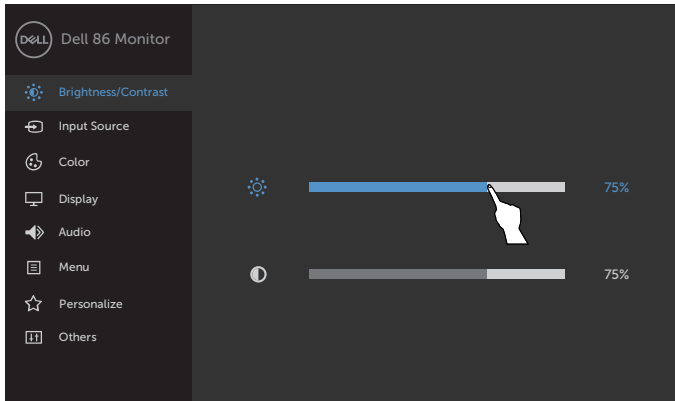 DELL
Dell 86 Monitor
Brightness/Contrast
Input Source
Color
Display
Audio
Menu
Personalize
Others
75%
75%